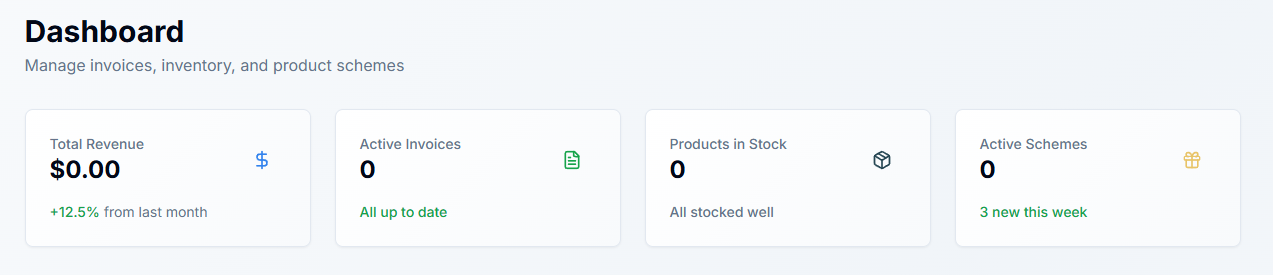 Dashboard
Manage invoices, inventory, and product schemes
Total Revenue
$0.00
+12.5% from last month
Active Invoices
0
All up to date
Products in Stock
0
All stocked well
Active Schemes
0
3 new this week